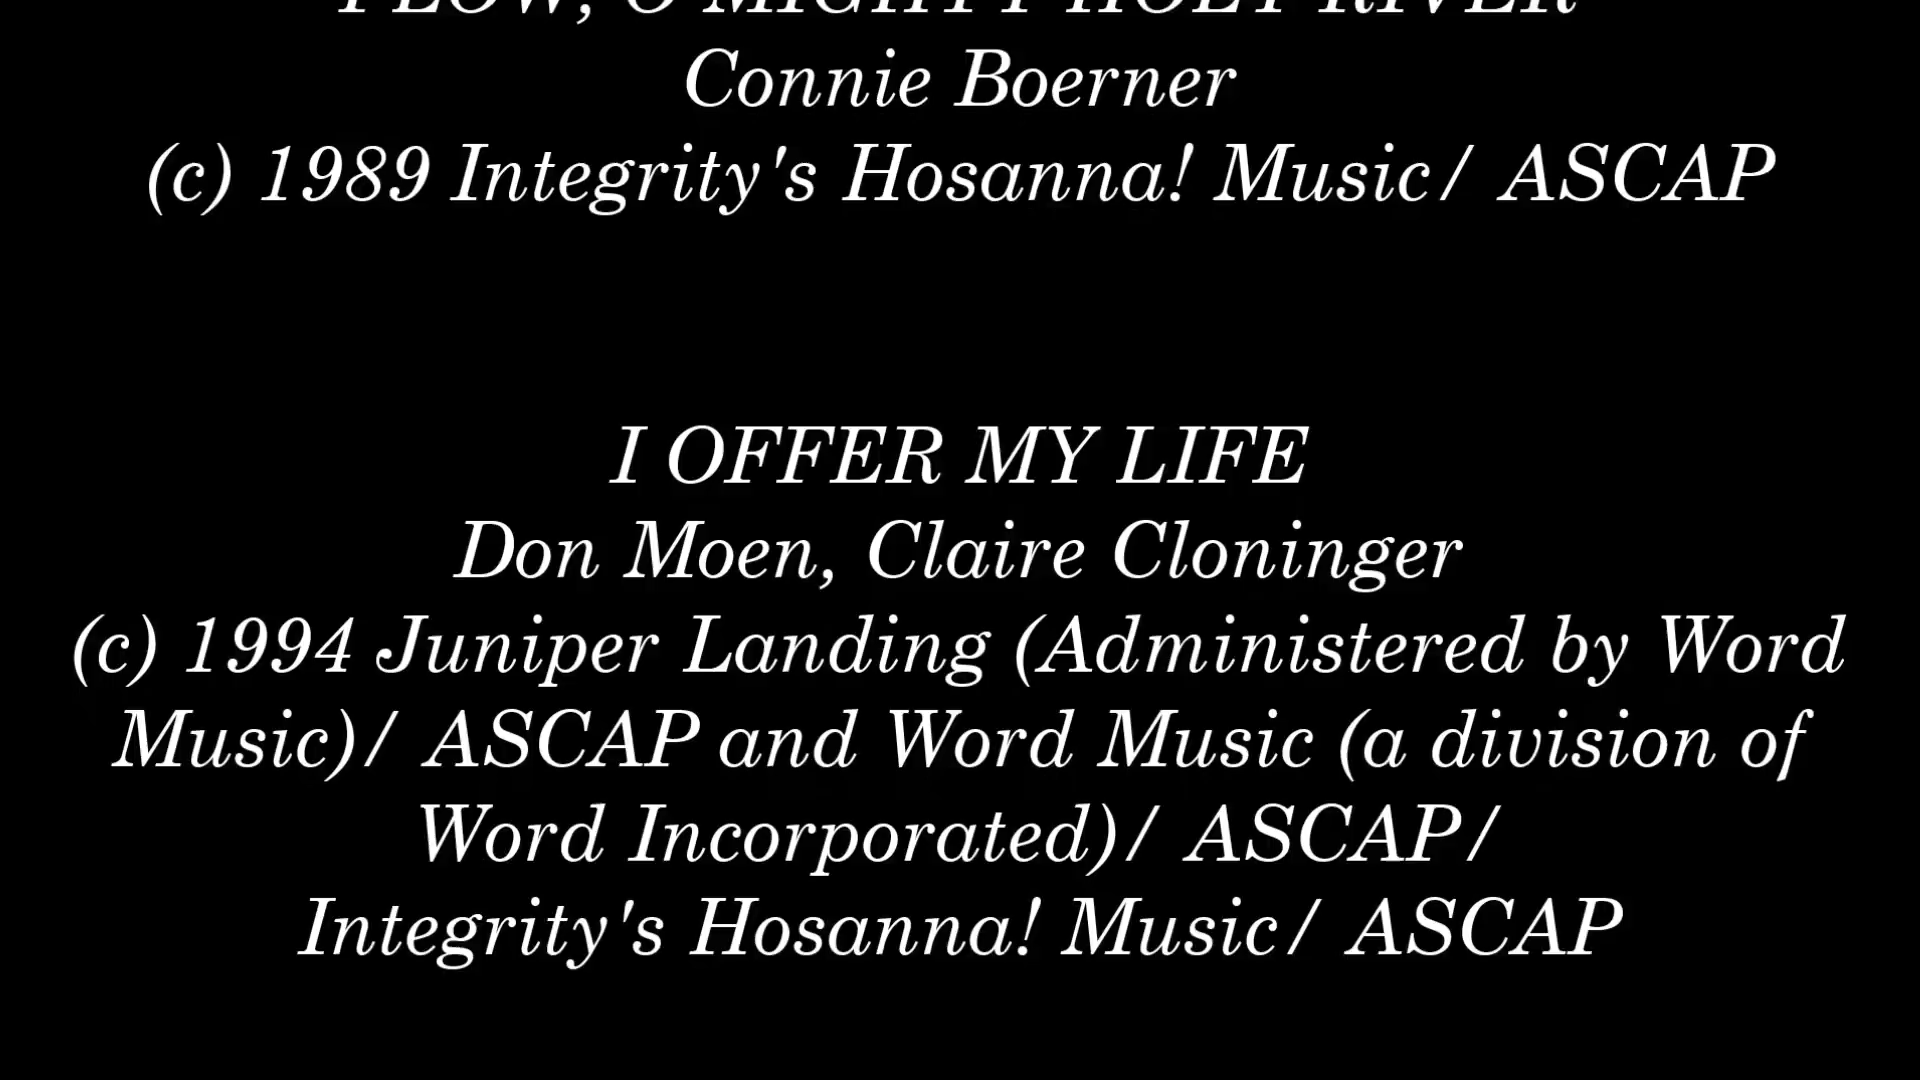 FLOW, O MIGHTY HOLY RIVER
Connie Boerner
(c) 1989 Integrity's Hosanna! Music/ ASCAP
I OFFER MY LIFE
Don Moen, Claire Cloninger
(c) 1994 Juniper Landing (Administered by Word
Music)/ ASCAP and Word Music (a division of
Word Incorporated)/ ASCAP/
Integrity's Hosanna! Music/ ASCAP